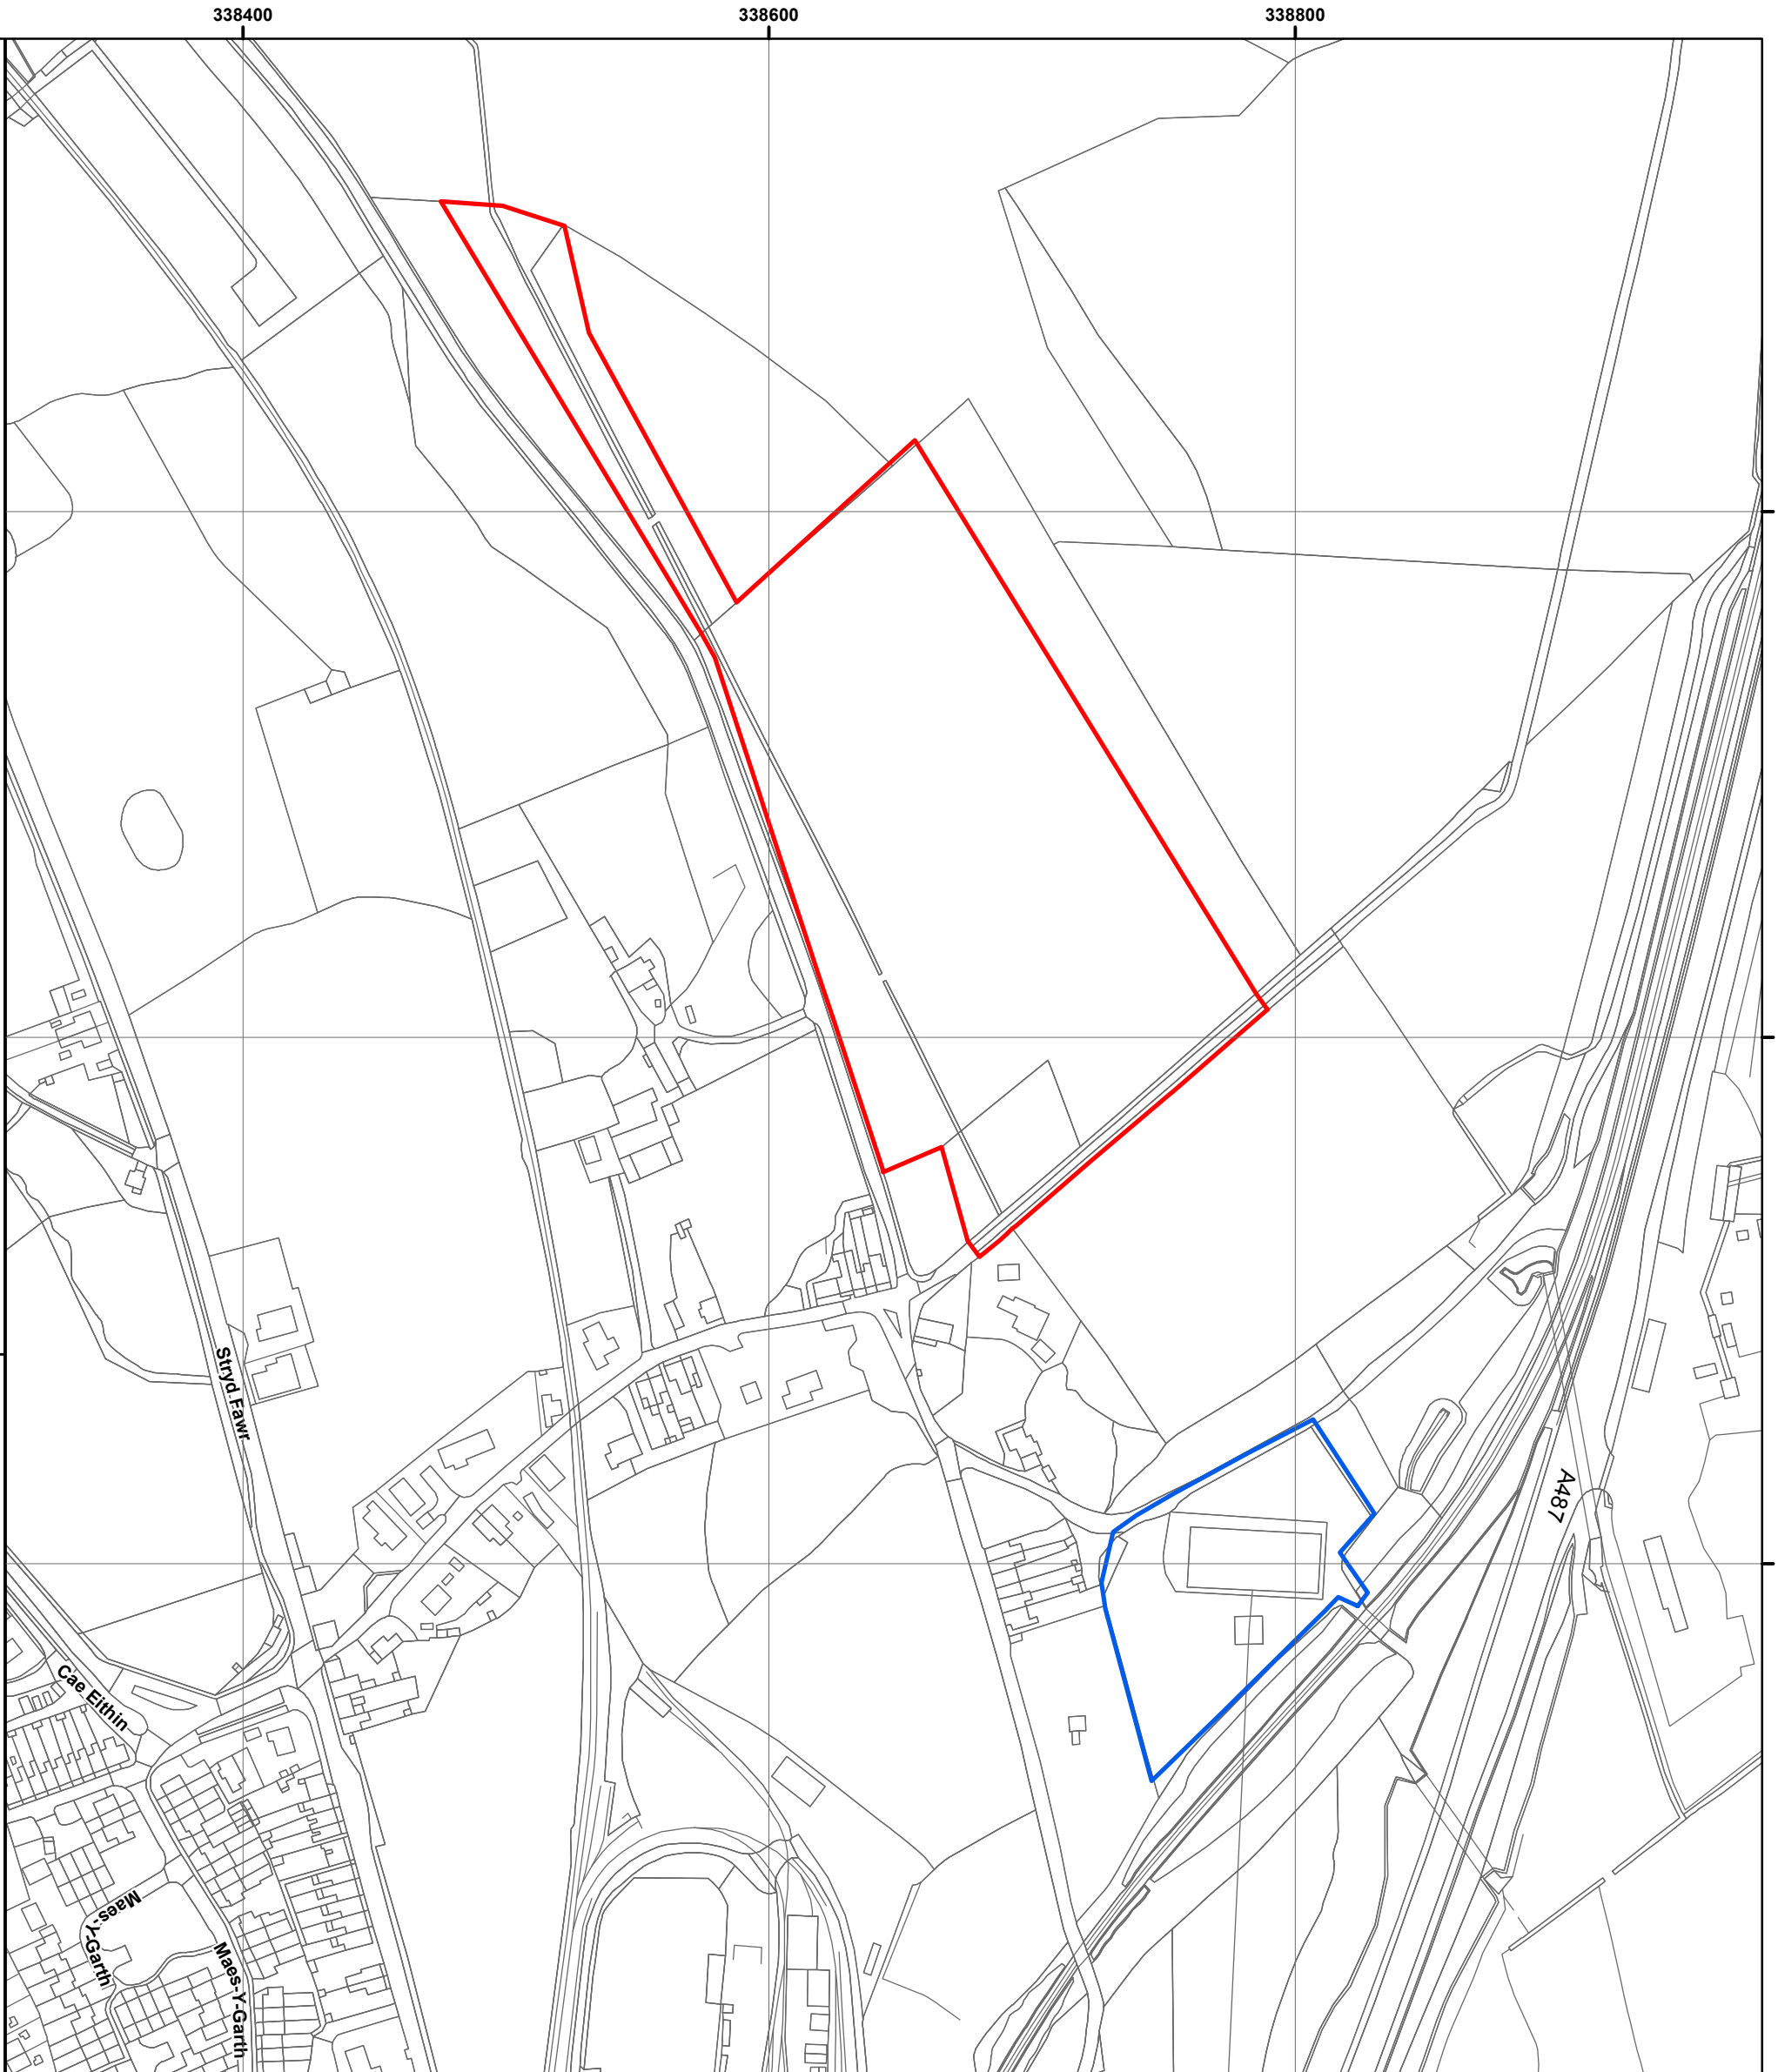 338400
338600
338800
Stryd Fawr
A487
Cae Eithin
Maes-
Y-Garth
Maes-Y-Garth